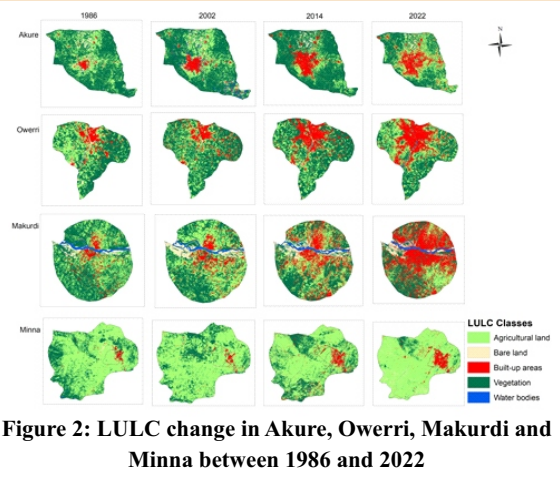 1986 2002 2014 2022
N
Akure
Owerri
Makurdi
Minna
LULC Classes
Agricultural land
Bare land
Built-up areas
Vegetation
Water bodies
Figure 2: LULC change in Akure, Owerri, Makurdi and
Minna between 1986 and 2022